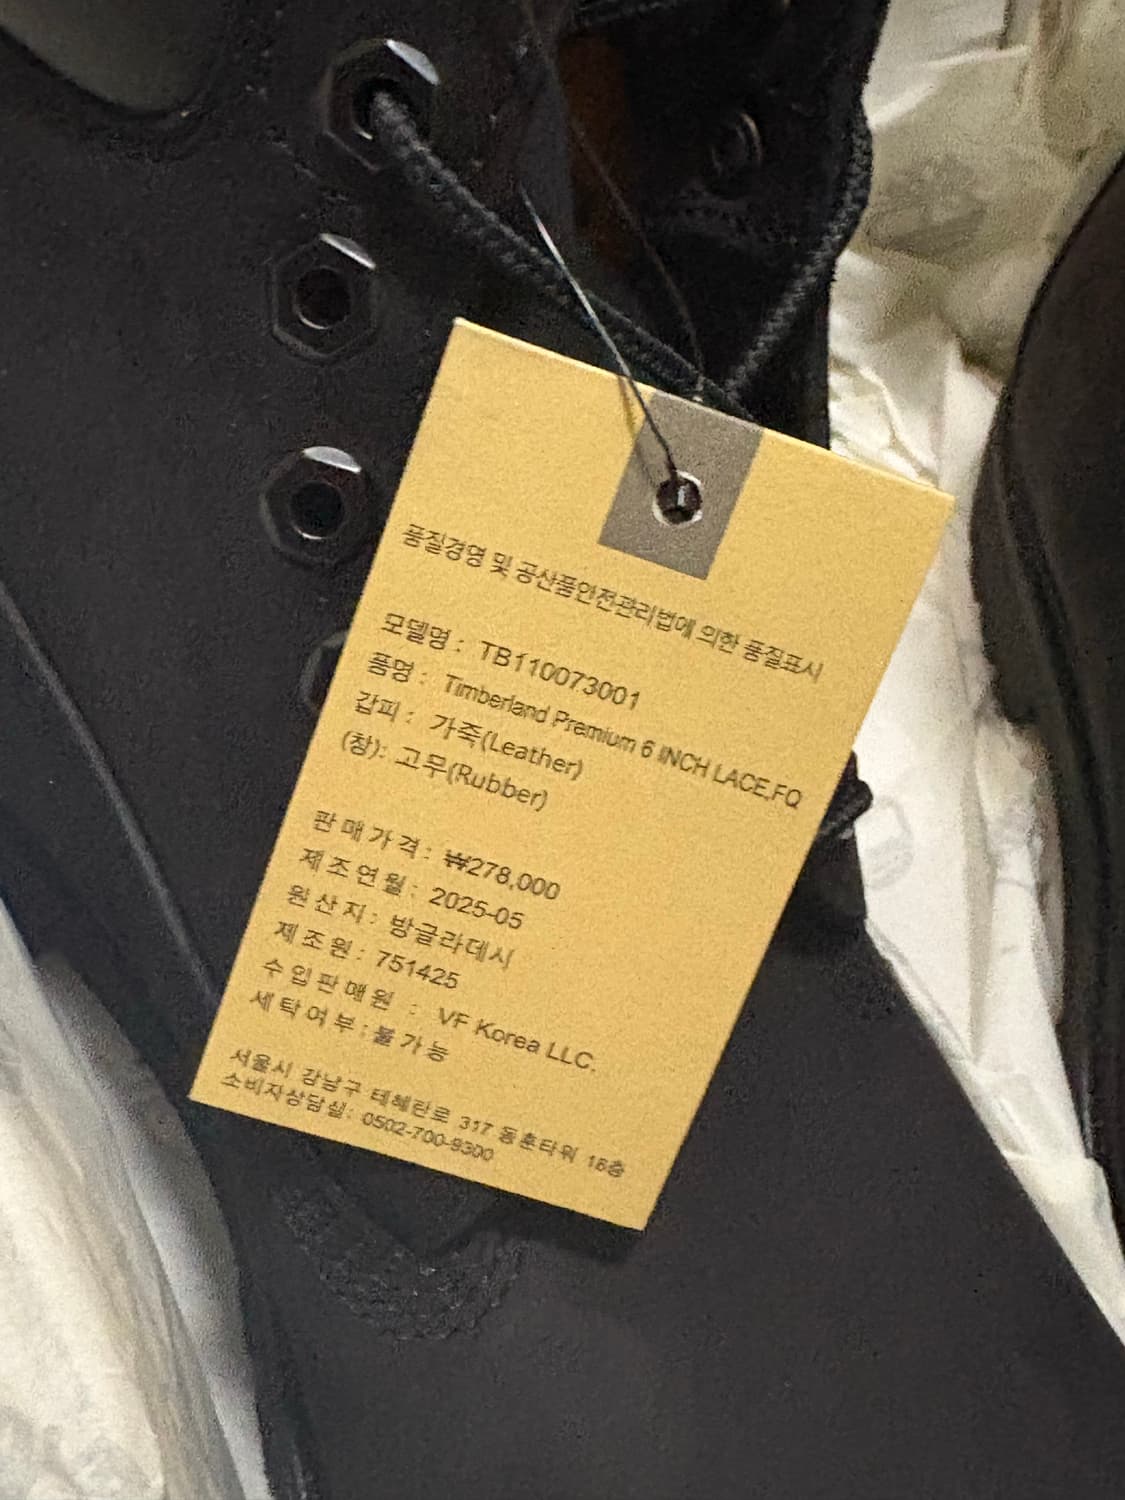 품질경영 및 공산품안전관리법에 의한 품질표시
모델명 : TB110073001
품명 : Timberland Premium 6 INCH LACE,FQ
갑피 : 가죽(Leather)
(창): 고무(Rubber)
판매가격 : ₩278,000
제조연월 : 2025-05
원산지 : 방글라데시
제조원 : 751425
수입판매원 : VF Korea LLC.
세탁여부 : 불가능
서울시 강남구 테헤란로 317 동훈타워 16층
소비자상담실: 0502-700-9300